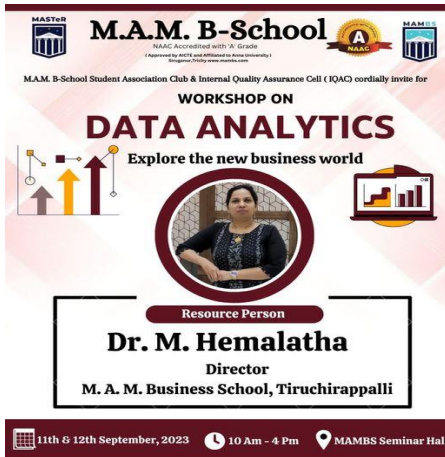 MASTeR
M.A.M. B-School
NAAC Accredited with 'A' Grade
( Approved by AICTE and Affiliated to Anna University )
Siruganur,Trichy www.mambs.com
A
NAAC
MAMBS
M.A.M. B-School Student Association Club & Internal Quality Assurance Cell ( IQAC) cordially invite for
WORKSHOP ON
DATA ANALYTICS
Explore the new business world
Resource Person
Dr. M. Hemalatha
Director
M. A. M. Business School, Tiruchirappalli
11th & 12th September, 2023
10 Am - 4 Pm
MAMBS Seminar Hal